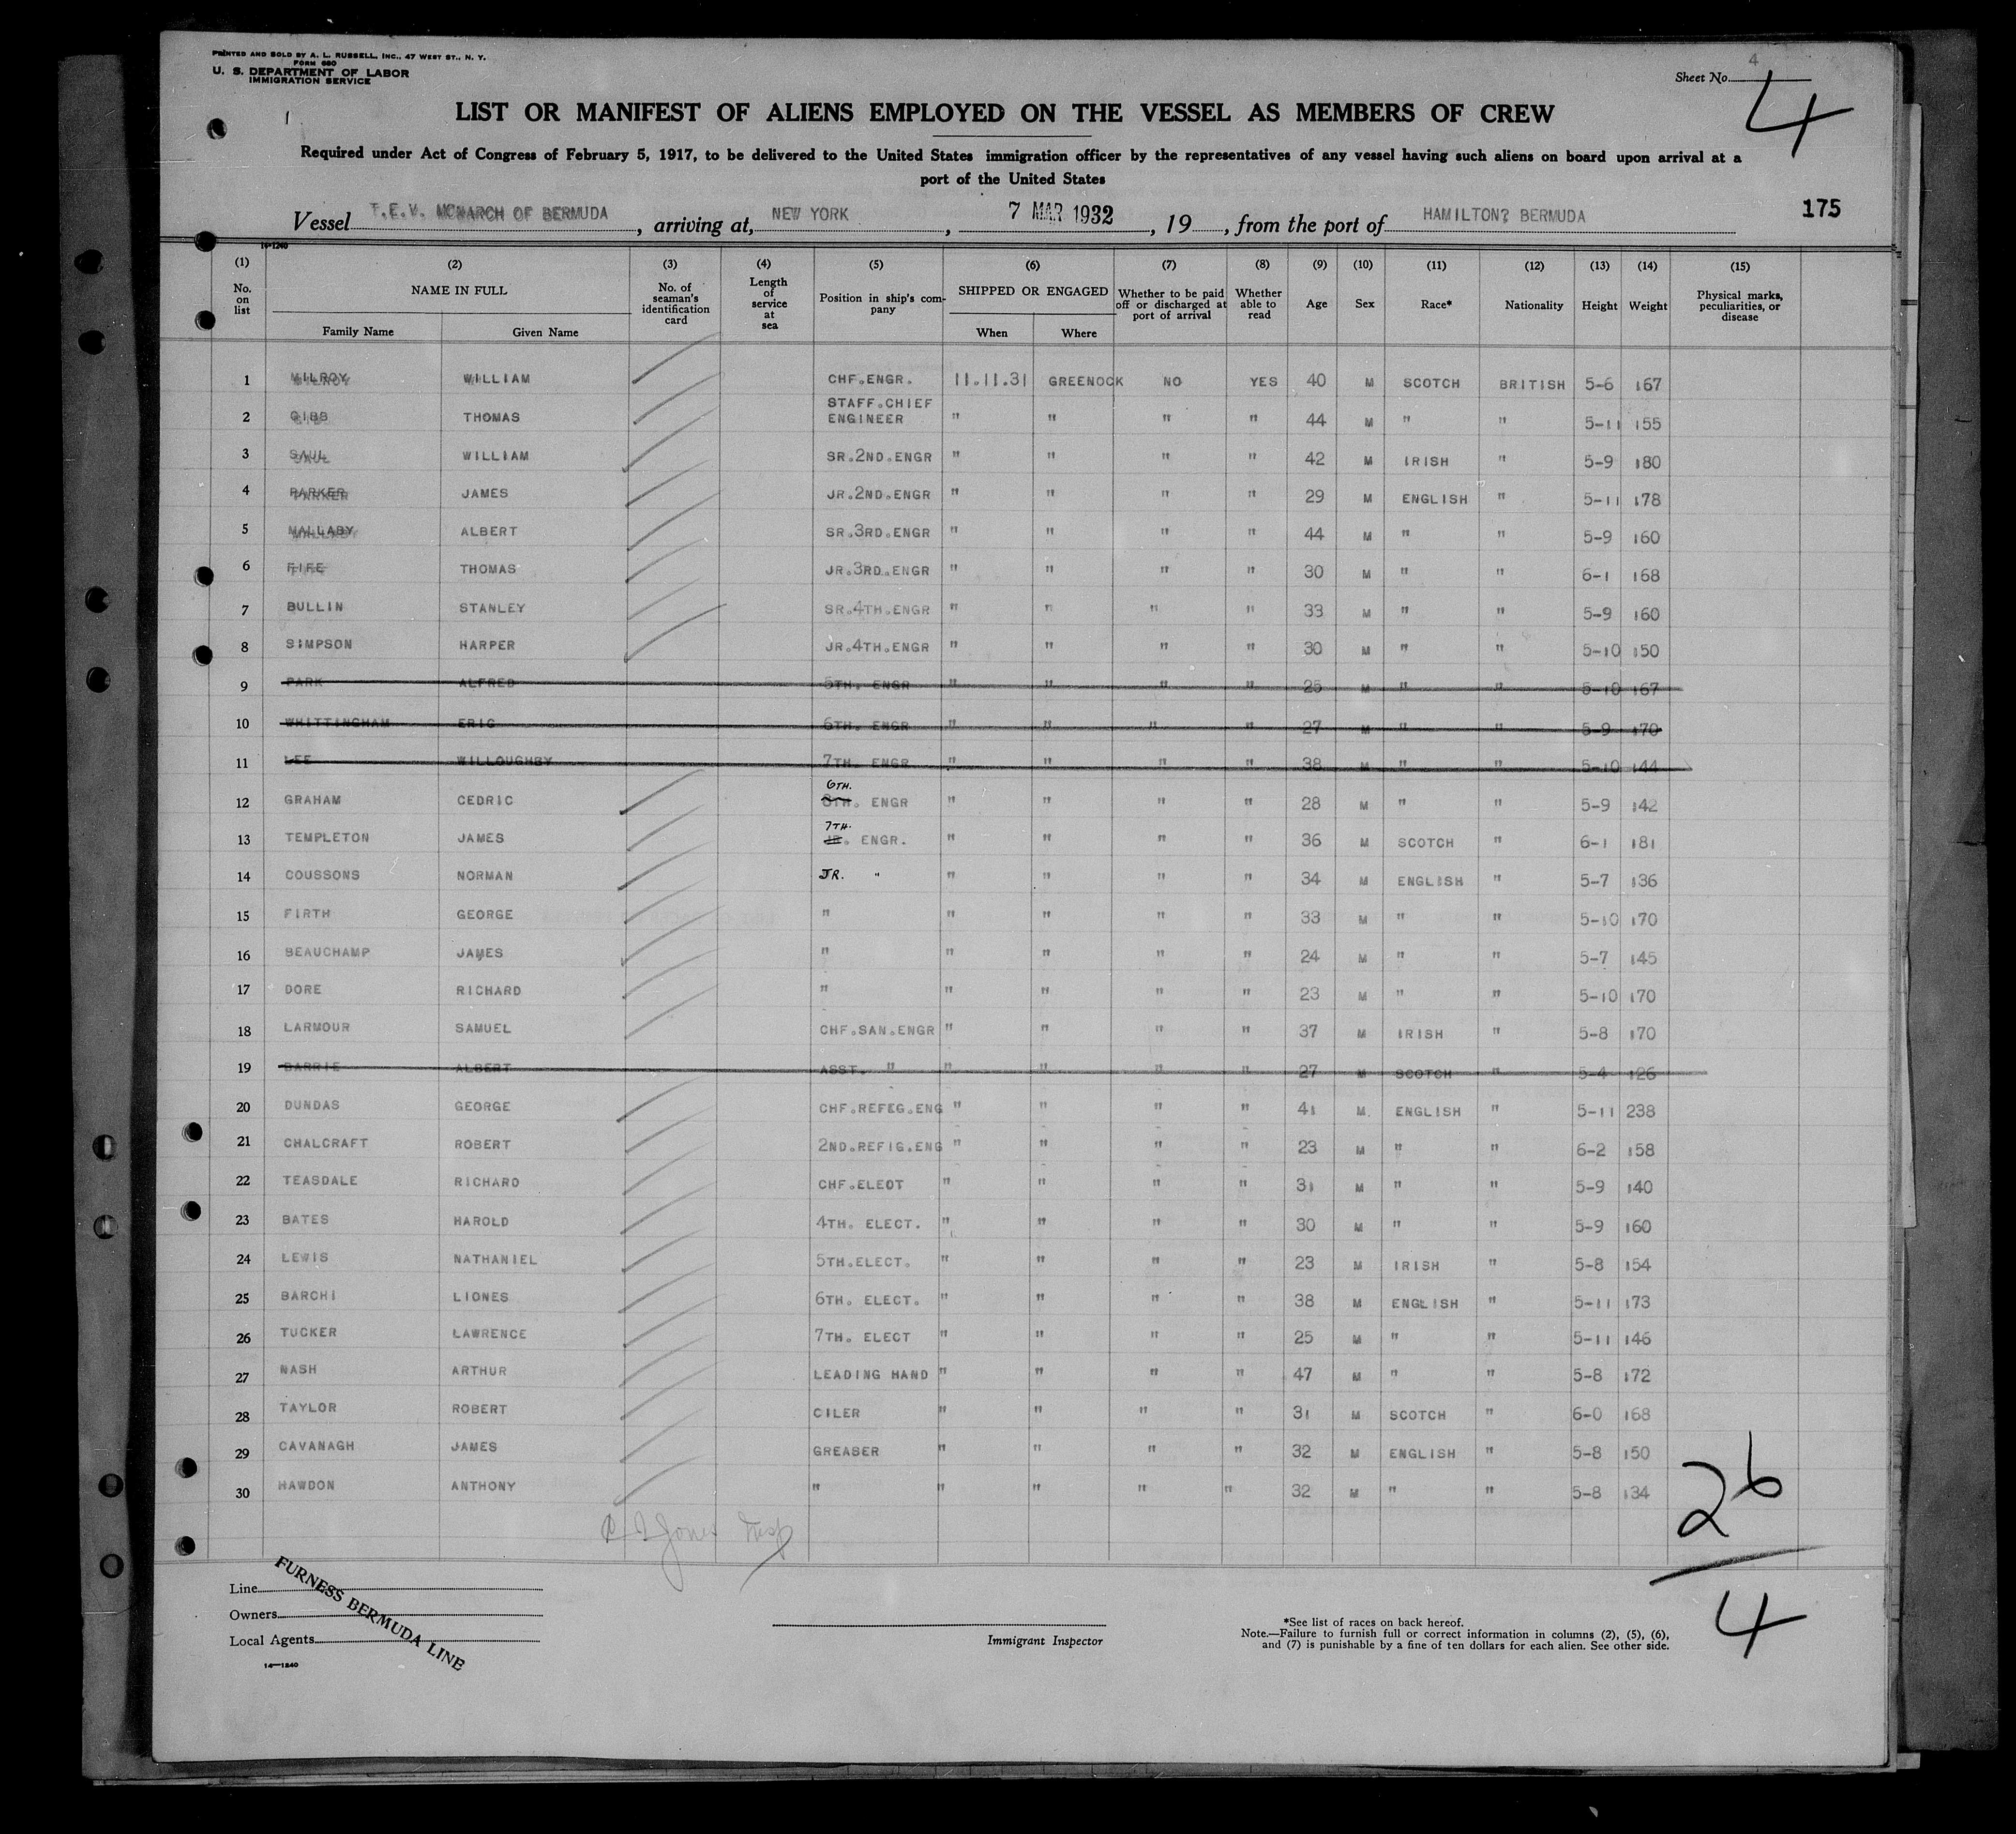 PRINTED AND SOLD BY A. L. RUSSELL, INC., 47 WEST ST., N. Y.
FORM 680
U. S. DEPARTMENT OF LABOR
IMMIGRATION SERVICE
Sheet No. 4
4
LIST OR MANIFEST OF ALIENS EMPLOYED ON THE VESSEL AS MEMBERS OF CREW
Required under Act of Congress of February 5, 1917, to be delivered to the United States immigration officer by the representatives of any vessel having such aliens on board upon arrival at a
port of the United States
Vessel T.E.V. MONARCH OF BERMUDA, arriving at, NEW YORK, 7 MAR 1932, 19, from the port of HAMILTON? BERMUDA 175
14-1240
(1) No. on list (2) NAME IN FULL Family Name Given Name (3) No. of seaman's identification card (4) Length of service at sea (5) Position in ship's company (6) SHIPPED OR ENGAGED When Where (7) Whether to be paid off or discharged at port of arrival (8) Whether able to read (9) Age (10) Sex (11) Race* (12) Nationality (13) Height (14) Weight (15) Physical marks, peculiarities, or disease
1 MILROY WILLIAM CHF.ENGR. 11.11.31 GREENOCK NO YES 40 M SCOTCH BRITISH 5-6 167
2 GIBB THOMAS STAFF.CHIEF ENGINEER " " " " 44 M " " 5-11 155
3 SAUL WILLIAM SR.2ND.ENGR " " " " 42 M IRISH " 5-9 180
4 PARKER JAMES JR.2ND.ENGR " " " " 29 M ENGLISH " 5-11 178
5 MALLABY ALBERT SR.3RD.ENGR " " " " 44 M " " 5-9 160
6 FIFE THOMAS JR.3RD.ENGR " " " " 30 M " " 6-1 168
7 BULLIN STANLEY SR.4TH.ENGR " " " " 33 M " " 5-9 160
8 SIMPSON HARPER JR.4TH.ENGR " " " " 30 M " " 5-10 150
9 PARK ALFRED 5TH. ENGR " " " " 25 M " " 5-10 167
10 WHITTINGHAM ERIC 6TH. ENGR " " " " 27 M " " 5-9 170
11 LEE WILLOUGHBY 7TH. ENGR " " " " 38 M " " 5-10 144
12 GRAHAM CEDRIC 6TH. 8TH. ENGR " " " " 28 M " " 5-9 142
13 TEMPLETON JAMES 7TH. JR. ENGR. " " " " 36 M SCOTCH " 6-1 181
14 COUSSONS NORMAN JR. " " " " " 34 M ENGLISH " 5-7 136
15 FIRTH GEORGE " " " " " 33 M " " 5-10 170
16 BEAUCHAMP JAMES " " " " " 24 M " " 5-7 145
17 DORE RICHARD " " " " " 23 M " " 5-10 170
18 LARMOUR SAMUEL CHF.SAN.ENGR " " " " 37 M IRISH " 5-8 170
19 BARRIE ALBERT ASST. " " " " " 27 M SCOTCH " 5-4 126
20 DUNDAS GEORGE CHF.REFEG.ENG " " " " 41 M. ENGLISH " 5-11 238
21 CHALCRAFT ROBERT 2ND.REFIG.ENG " " " " 23 M " " 6-2 158
22 TEASDALE RICHARD CHF.ELEOT " " " " 31 M " " 5-9 140
23 BATES HAROLD 4TH. ELECT. " " " " 30 M " " 5-9 160
24 LEWIS NATHANIEL 5TH.ELECT. " " " " 23 M IRISH " 5-8 154
25 BARCHI LIONES 6TH. ELECT. " " " " 38 M ENGLISH " 5-11 173
26 TUCKER LAWRENCE 7TH. ELECT " " " " 25 M " " 5-11 146
27 NASH ARTHUR LEADING HAND " " " " 47 M " " 5-8 172
28 TAYLOR ROBERT CILER " " " " 31 M SCOTCH " 6-0 168
29 CAVANAGH JAMES GREASER " " " " 32 M ENGLISH " 5-8 150
30 HAWDON ANTHONY " " " " " 32 M " " 5-8 134
Jones Insp
26
4
Line
Owners
Local Agents
FURNESS BERMUDA LINE
14-1240
Immigrant Inspector
*See list of races on back hereof.
Note.—Failure to furnish full or correct information in columns (2), (5), (6),
and (7) is punishable by a fine of ten dollars for each alien. See other side.